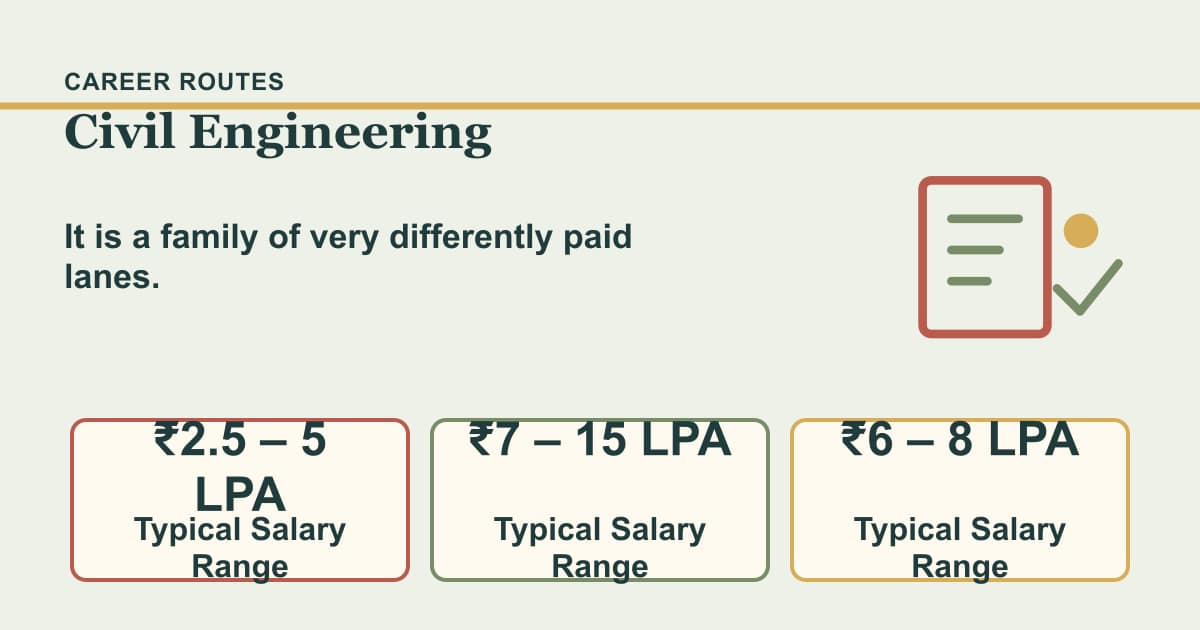 CAREER ROUTES
Civil Engineering
It is a family of very differently paid
lanes.
₹2.5 – 5
LPA
Typical Salary
Range
₹7 – 15 LPA
Typical Salary
Range
₹6 – 8 LPA
Typical Salary
Range